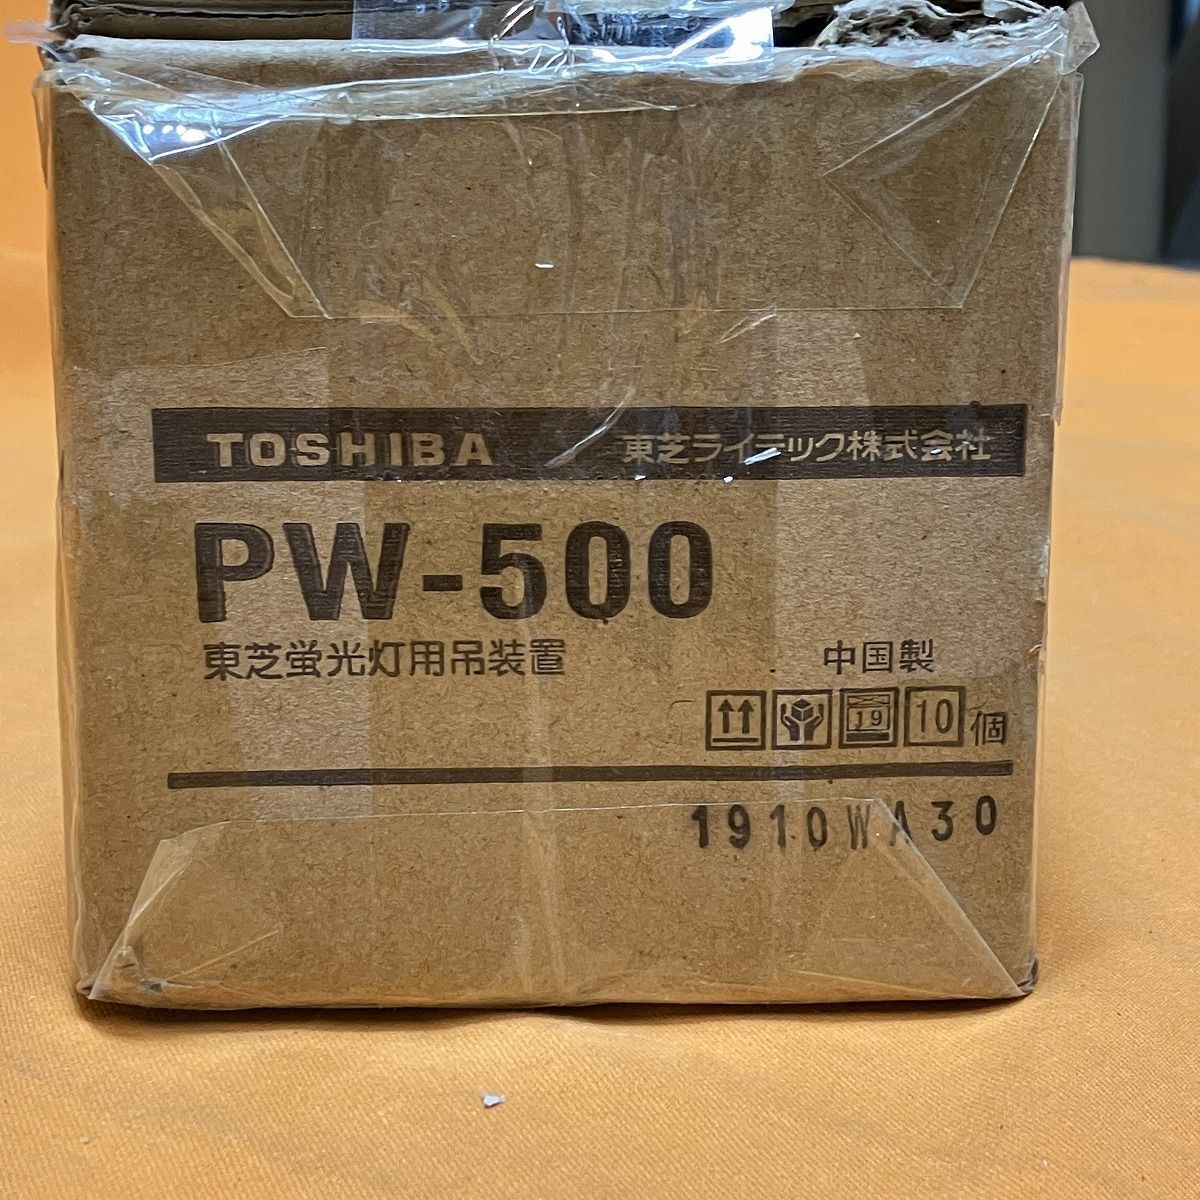 TOSHIBA 東芝ライテック株式会社
PW-500
東芝蛍光灯用吊装置 中国製
19 10 個
1910WA30